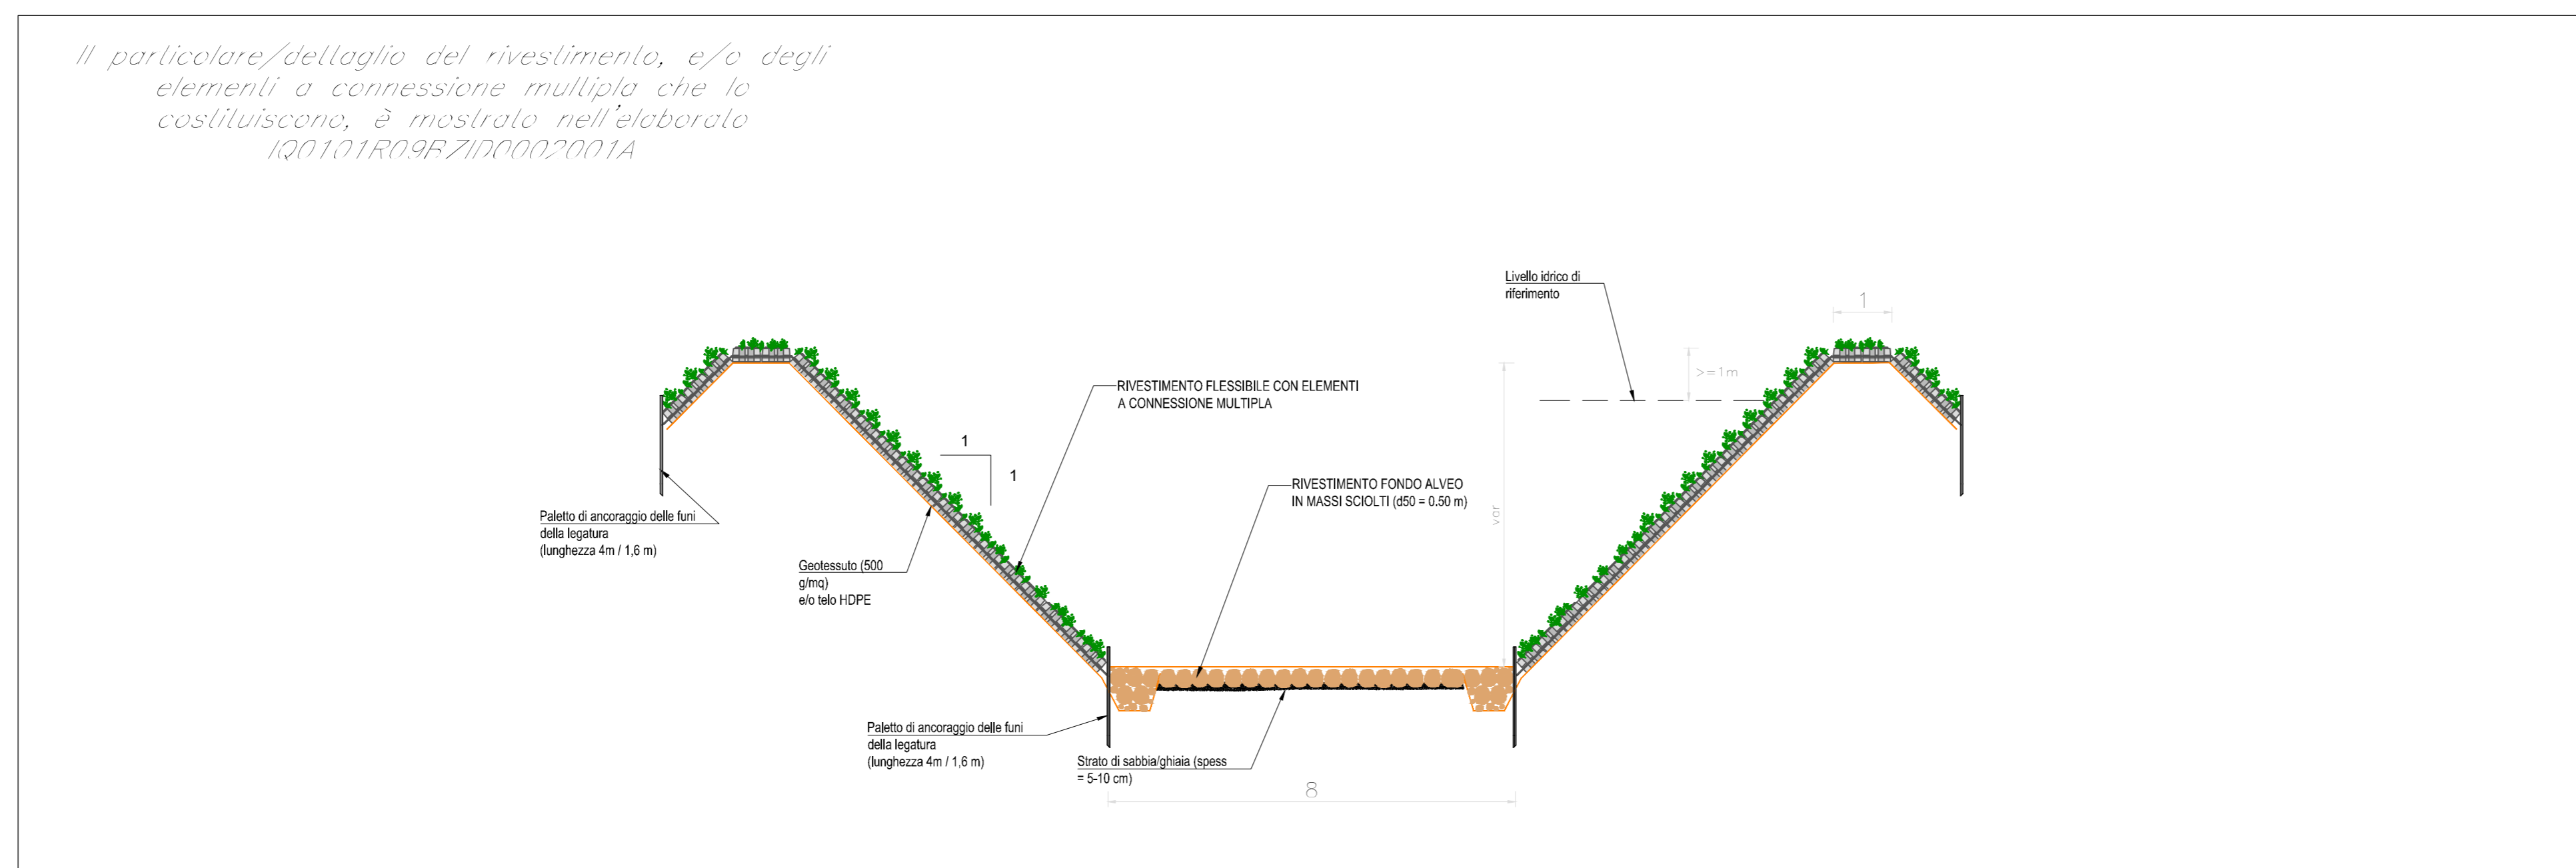 Il particolare/dettaglio del rivestimento, e/o degli
elementi a connessione multipla che lo
costituiscono, è mostrato nell'elaborato
IQ0101R09BZID0002001A
Livello idrico di
riferimento
1
>=1m
RIVESTIMENTO FLESSIBILE CON ELEMENTI
A CONNESSIONE MULTIPLA
1
1
RIVESTIMENTO FONDO ALVEO
IN MASSI SCIOLTI (d50 = 0.50 m)
var
Paletto di ancoraggio delle funi
della legatura
(lunghezza 4m / 1,6 m)
Geotessuto (500
g/mq)
e/o telo HDPE
Paletto di ancoraggio delle funi
della legatura
(lunghezza 4m / 1,6 m)
Strato di sabbia/ghiaia (spess
= 5-10 cm)
8